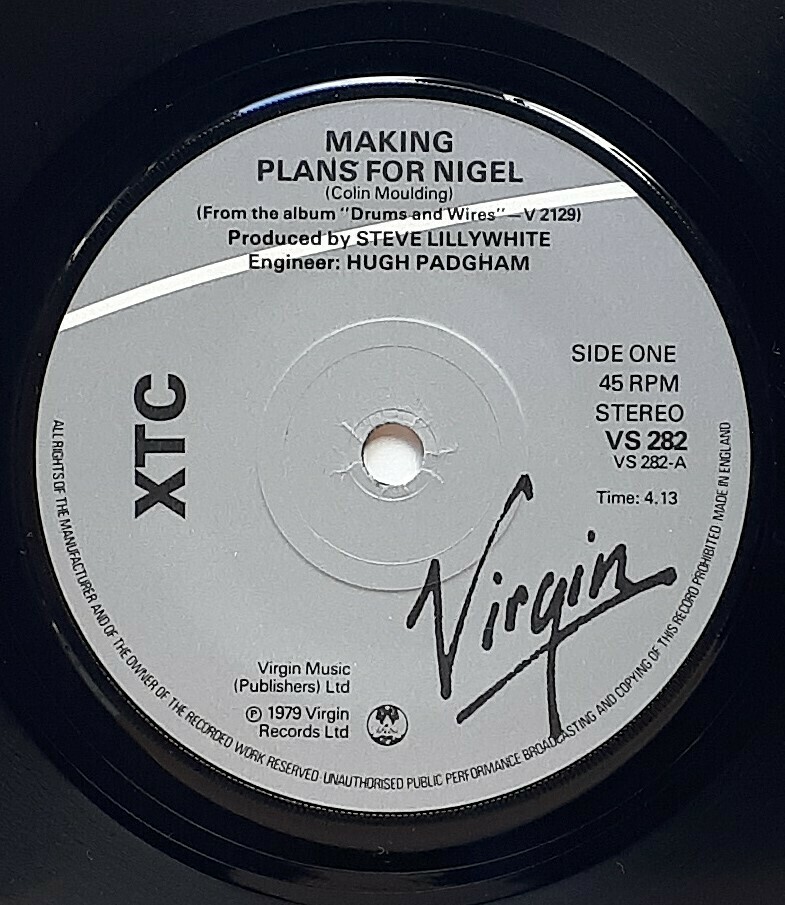 MAKING
PLANS FOR NIGEL
(Colin Moulding)
(From the album "Drums and Wires"—V 2129)
Produced by STEVE LILLYWHITE
Engineer: HUGH PADGHAM
XTC
SIDE ONE
45 RPM
STEREO
VS 282
VS 282-A
Time: 4.13
Virgin
Virgin Music
(Publishers) Ltd
℗ 1979 Virgin
Records Ltd
ALL RIGHTS OF THE MANUFACTURER AND OF THE OWNER OF THE RECORDED WORK RESERVED·UNAUTHORISED PUBLIC PERFORMANCE BROADCASTING AND COPYING OF THIS RECORD PROHIBITED MADE IN ENGLAND